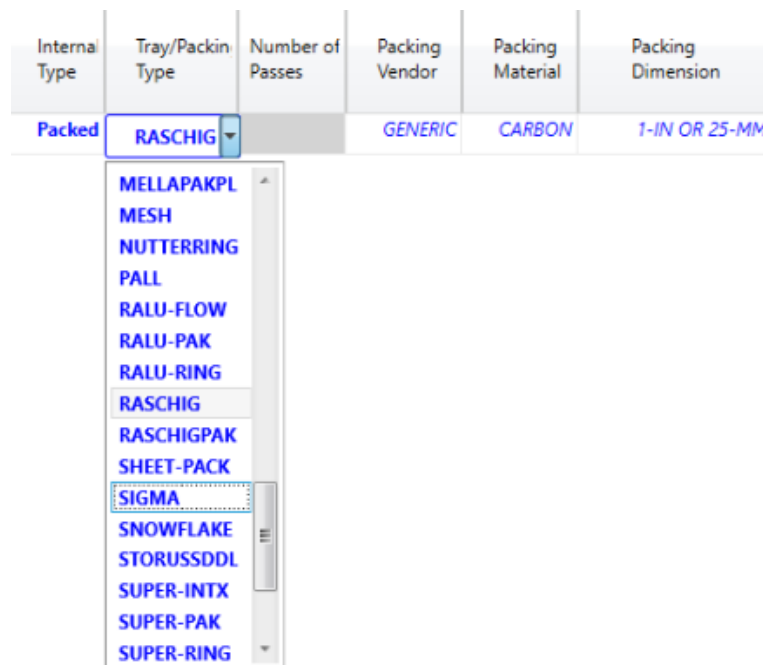 Internal Tray/Packin Number of Packing Packing Packing
Type Type Passes Vendor Material Dimension
Packed RASCHIG GENERIC CARBON 1-IN OR 25-MM
MELLAPAKPL
MESH
NUTTERRING
PALL
RALU-FLOW
RALU-PAK
RALU-RING
RASCHIG
RASCHIGPAK
SHEET-PACK
SIGMA
SNOWFLAKE
STORUSSDDL
SUPER-INTX
SUPER-PAK
SUPER-RING